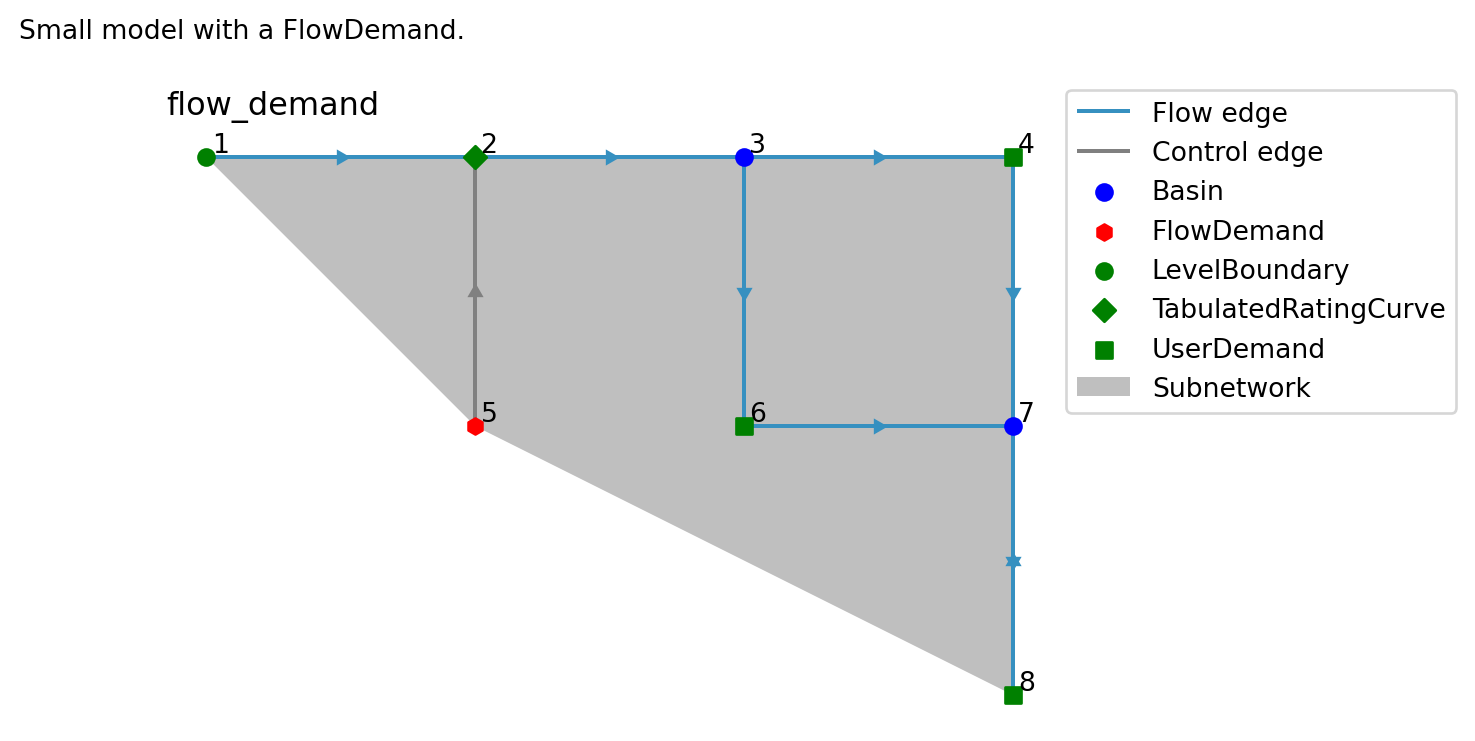 Small model with a FlowDemand.
flow_demand
1
2
3
4
5
6
7
8
Flow edge
Control edge
Basin
FlowDemand
LevelBoundary
TabulatedRatingCurve
UserDemand
Subnetwork